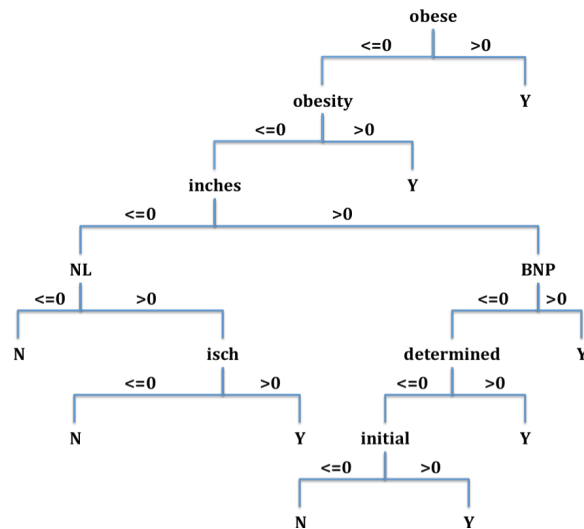 obese
<=0 >0
obesity Y
<=0 >0
inches Y
<=0 >0
NL BNP
<=0 >0 <=0 >0
N isch determined Y
<=0 >0 <=0 >0
N Y initial Y
<=0 >0
N Y